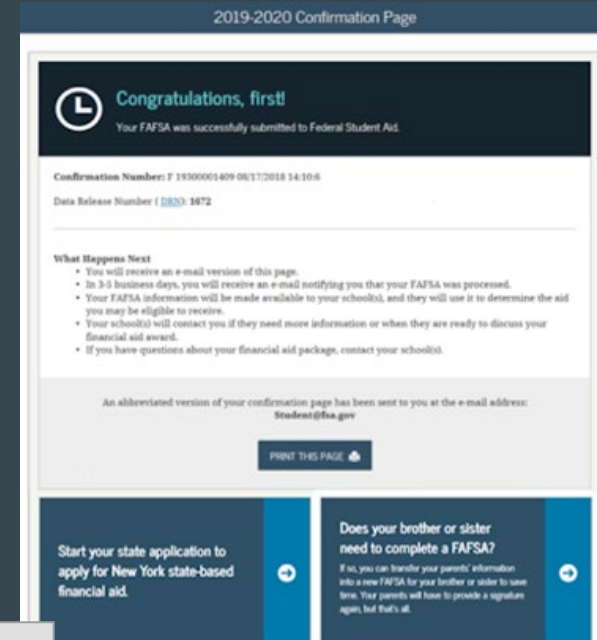 2019-2020 Confirmation Page
Congratulations, first!
Your FAFSA was successfully submitted to Federal Student Aid.
Confirmation Number: F 19300001409 08/17/2018 14:10:6
Data Release Number ( DRN): 1672
What Happens Next
• You will receive an e-mail version of this page.
• In 3-5 business days, you will receive an e-mail notifying you that your FAFSA was processed.
• Your FAFSA information will be made available to your school(s), and they will use it to determine the aid
you may be eligible to receive.
• Your school(s) will contact you if they need more information or when they are ready to discuss your
financial aid award.
• If you have questions about your financial aid package, contact your school(s).
An abbreviated version of your confirmation page has been sent to you at the e-mail address:
Student@fsa.gov
PRINT THIS PAGE
Start your state application to
apply for New York state-based
financial aid.
Does your brother or sister
need to complete a FAFSA?
If so, you can transfer your parents' information
into a new FAFSA for your brother or sister to save
time. Your parents will have to provide a signature
again, but that's all.